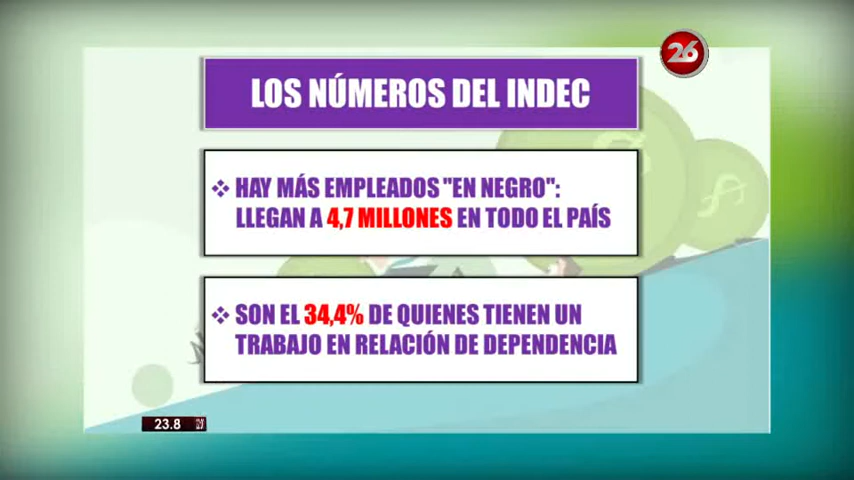 26
LOS NÚMEROS DEL INDEC
❖ HAY MÁS EMPLEADOS "EN NEGRO":
LLEGAN A 4,7 MILLONES EN TODO EL PAÍS
❖ SON EL 34,4% DE QUIENES TIENEN UN
TRABAJO EN RELACIÓN DE DEPENDENCIA
23.8